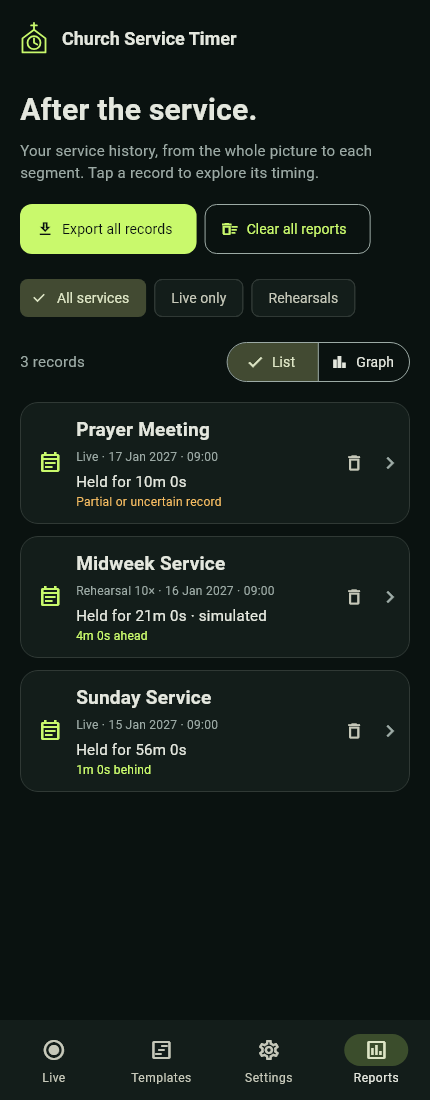 Church Service Timer
After the service.
Your service history, from the whole picture to each
segment. Tap a record to explore its timing.
Export all records
Clear all reports
All services
Live only
Rehearsals
3 records
List
Graph
Prayer Meeting
Live · 17 Jan 2027 · 09:00
Held for 10m 0s
Partial or uncertain record
Midweek Service
Rehearsal 10× · 16 Jan 2027 · 09:00
Held for 21m 0s · simulated
4m 0s ahead
Sunday Service
Live · 15 Jan 2027 · 09:00
Held for 56m 0s
1m 0s behind
Live
Templates
Settings
Reports